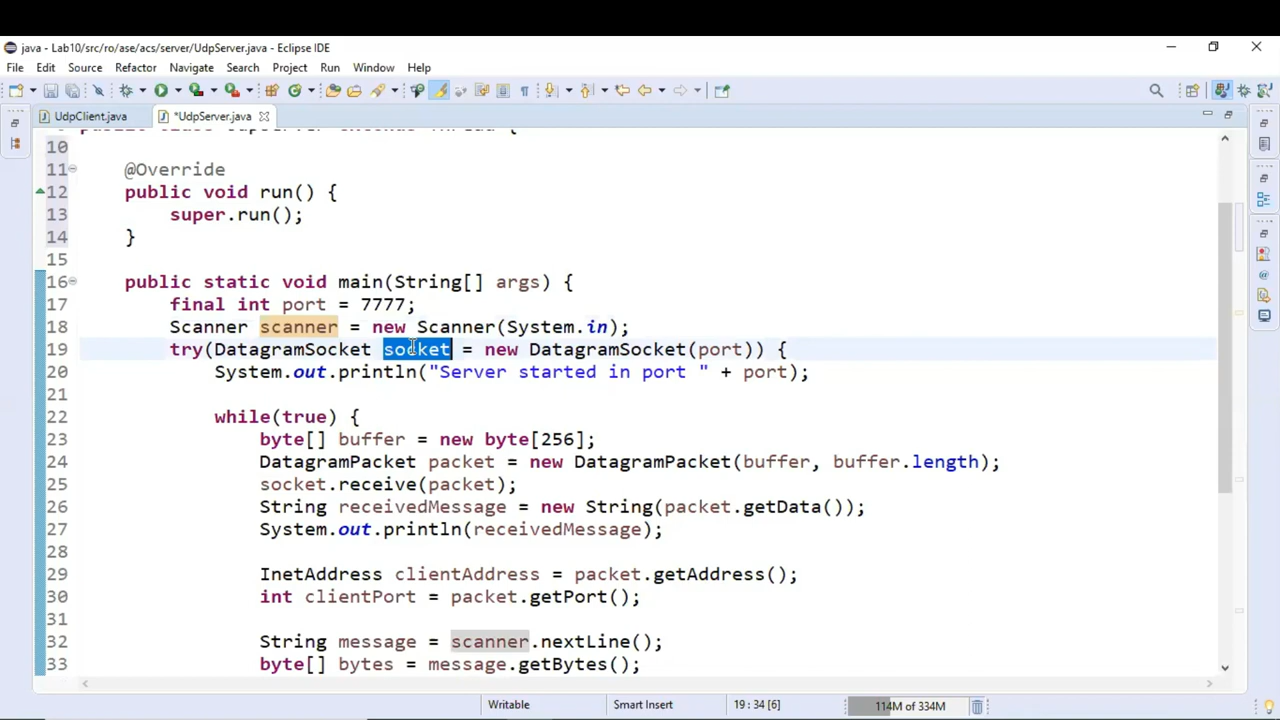 java - Lab10/src/ro/ase/acs/server/UdpServer.java - Eclipse IDE
File Edit Source Refactor Navigate Search Project Run Window Help
UdpClient.java *UdpServer.java
10
11 @Override
12 public void run() {
13 super.run();
14 }
15
16 public static void main(String[] args) {
17 final int port = 7777;
18 Scanner scanner = new Scanner(System.in);
19 try(DatagramSocket socket = new DatagramSocket(port)) {
20 System.out.println("Server started in port " + port);
21
22 while(true) {
23 byte[] buffer = new byte[256];
24 DatagramPacket packet = new DatagramPacket(buffer, buffer.length);
25 socket.receive(packet);
26 String receivedMessage = new String(packet.getData());
27 System.out.println(receivedMessage);
28
29 InetAddress clientAddress = packet.getAddress();
30 int clientPort = packet.getPort();
31
32 String message = scanner.nextLine();
33 byte[] bytes = message.getBytes();
Writable Smart Insert 19 : 34 [6] 114M of 334M